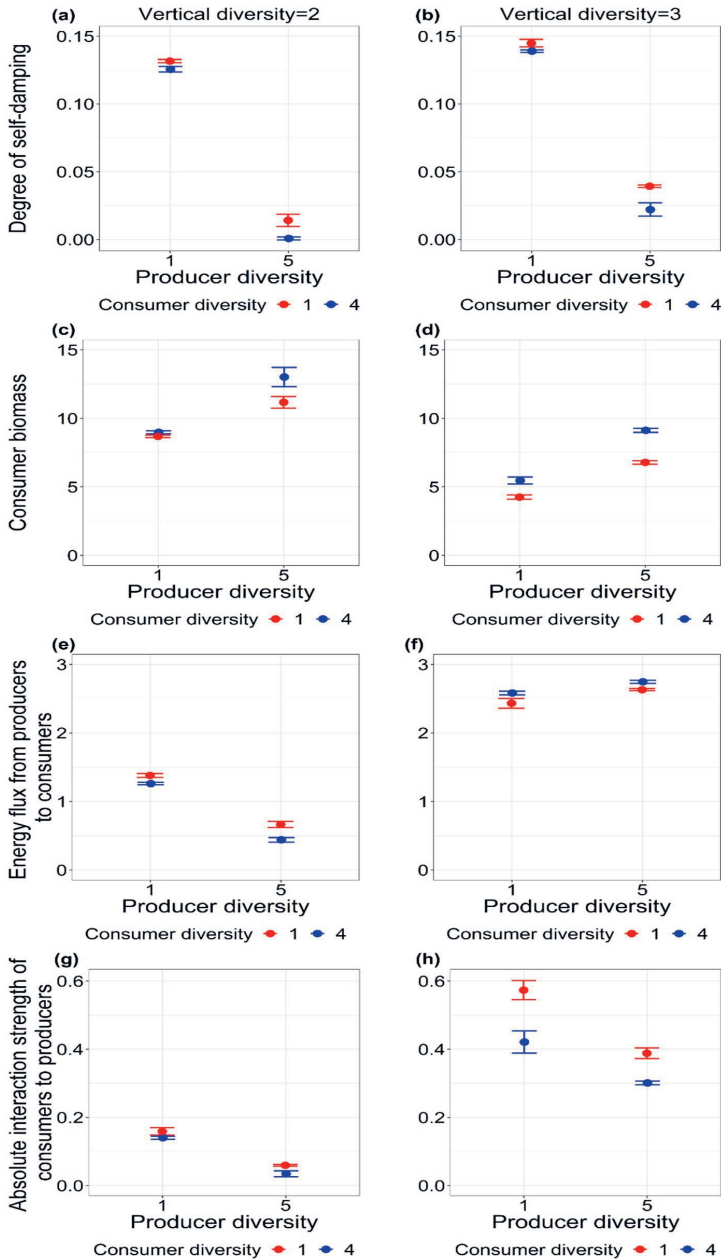 (a) Vertical diversity=2
Degree of self-damping
0.15
0.10
0.05
0.00
1 5
Producer diversity
Consumer diversity 1 4
(b) Vertical diversity=3
0.15
0.10
0.05
0.00
1 5
Producer diversity
Consumer diversity 1 4
(c)
Consumer biomass
15
10
5
0
1 5
Producer diversity
Consumer diversity 1 4
(d)
15
10
5
0
1 5
Producer diversity
Consumer diversity 1 4
(e)
Energy flux from producers
to consumers
3
2
1
0
1 5
Producer diversity
Consumer diversity 1 4
(f)
3
2
1
0
1 5
Producer diversity
Consumer diversity 1 4
(g)
Absolute interaction strength of
consumers to producers
0.6
0.4
0.2
0.0
1 5
Producer diversity
Consumer diversity 1 4
(h)
0.6
0.4
0.2
0.0
1 5
Producer diversity
Consumer diversity 1 4